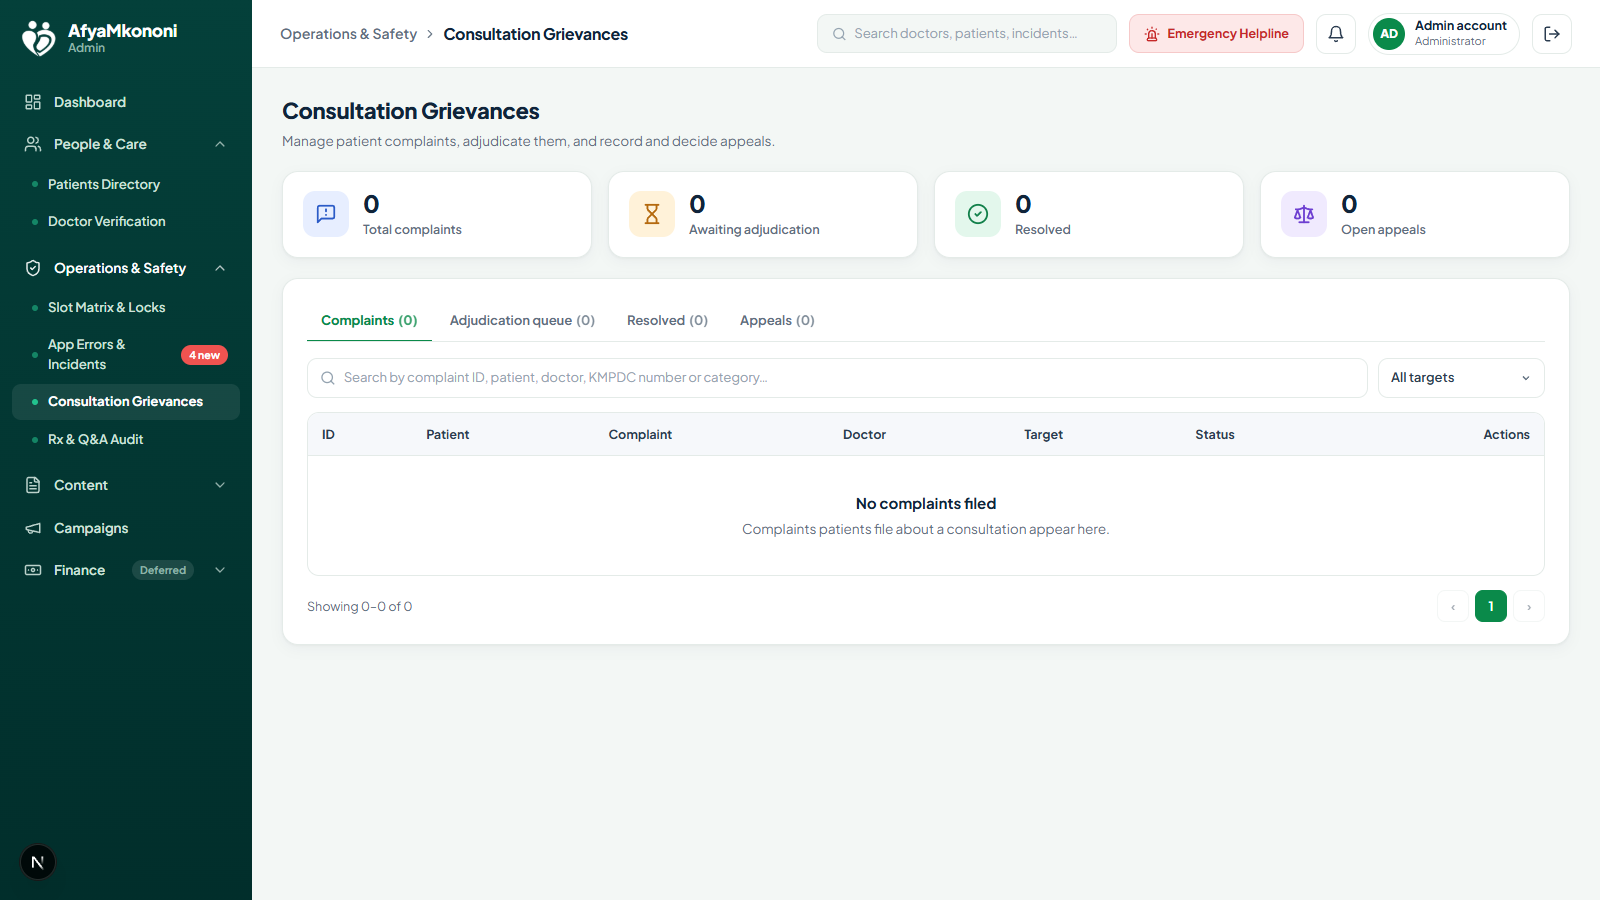 AfyaMkononi
Admin
Dashboard
People & Care
Patients Directory
Doctor Verification
Operations & Safety
Slot Matrix & Locks
App Errors &
Incidents
4 new
Consultation Grievances
Rx & Q&A Audit
Content
Campaigns
Finance
Deferred
N
Operations & Safety › Consultation Grievances
Search doctors, patients, incidents...
Emergency Helpline
AD
Admin account
Administrator
Consultation Grievances
Manage patient complaints, adjudicate them, and record and decide appeals.
0
Total complaints
0
Awaiting adjudication
0
Resolved
0
Open appeals
Complaints (0)
Adjudication queue (0)
Resolved (0)
Appeals (0)
Search by complaint ID, patient, doctor, KMPDC number or category...
All targets
ID Patient Complaint Doctor Target Status Actions
No complaints filed
Complaints patients file about a consultation appear here.
Showing 0–0 of 0
‹ 1 ›